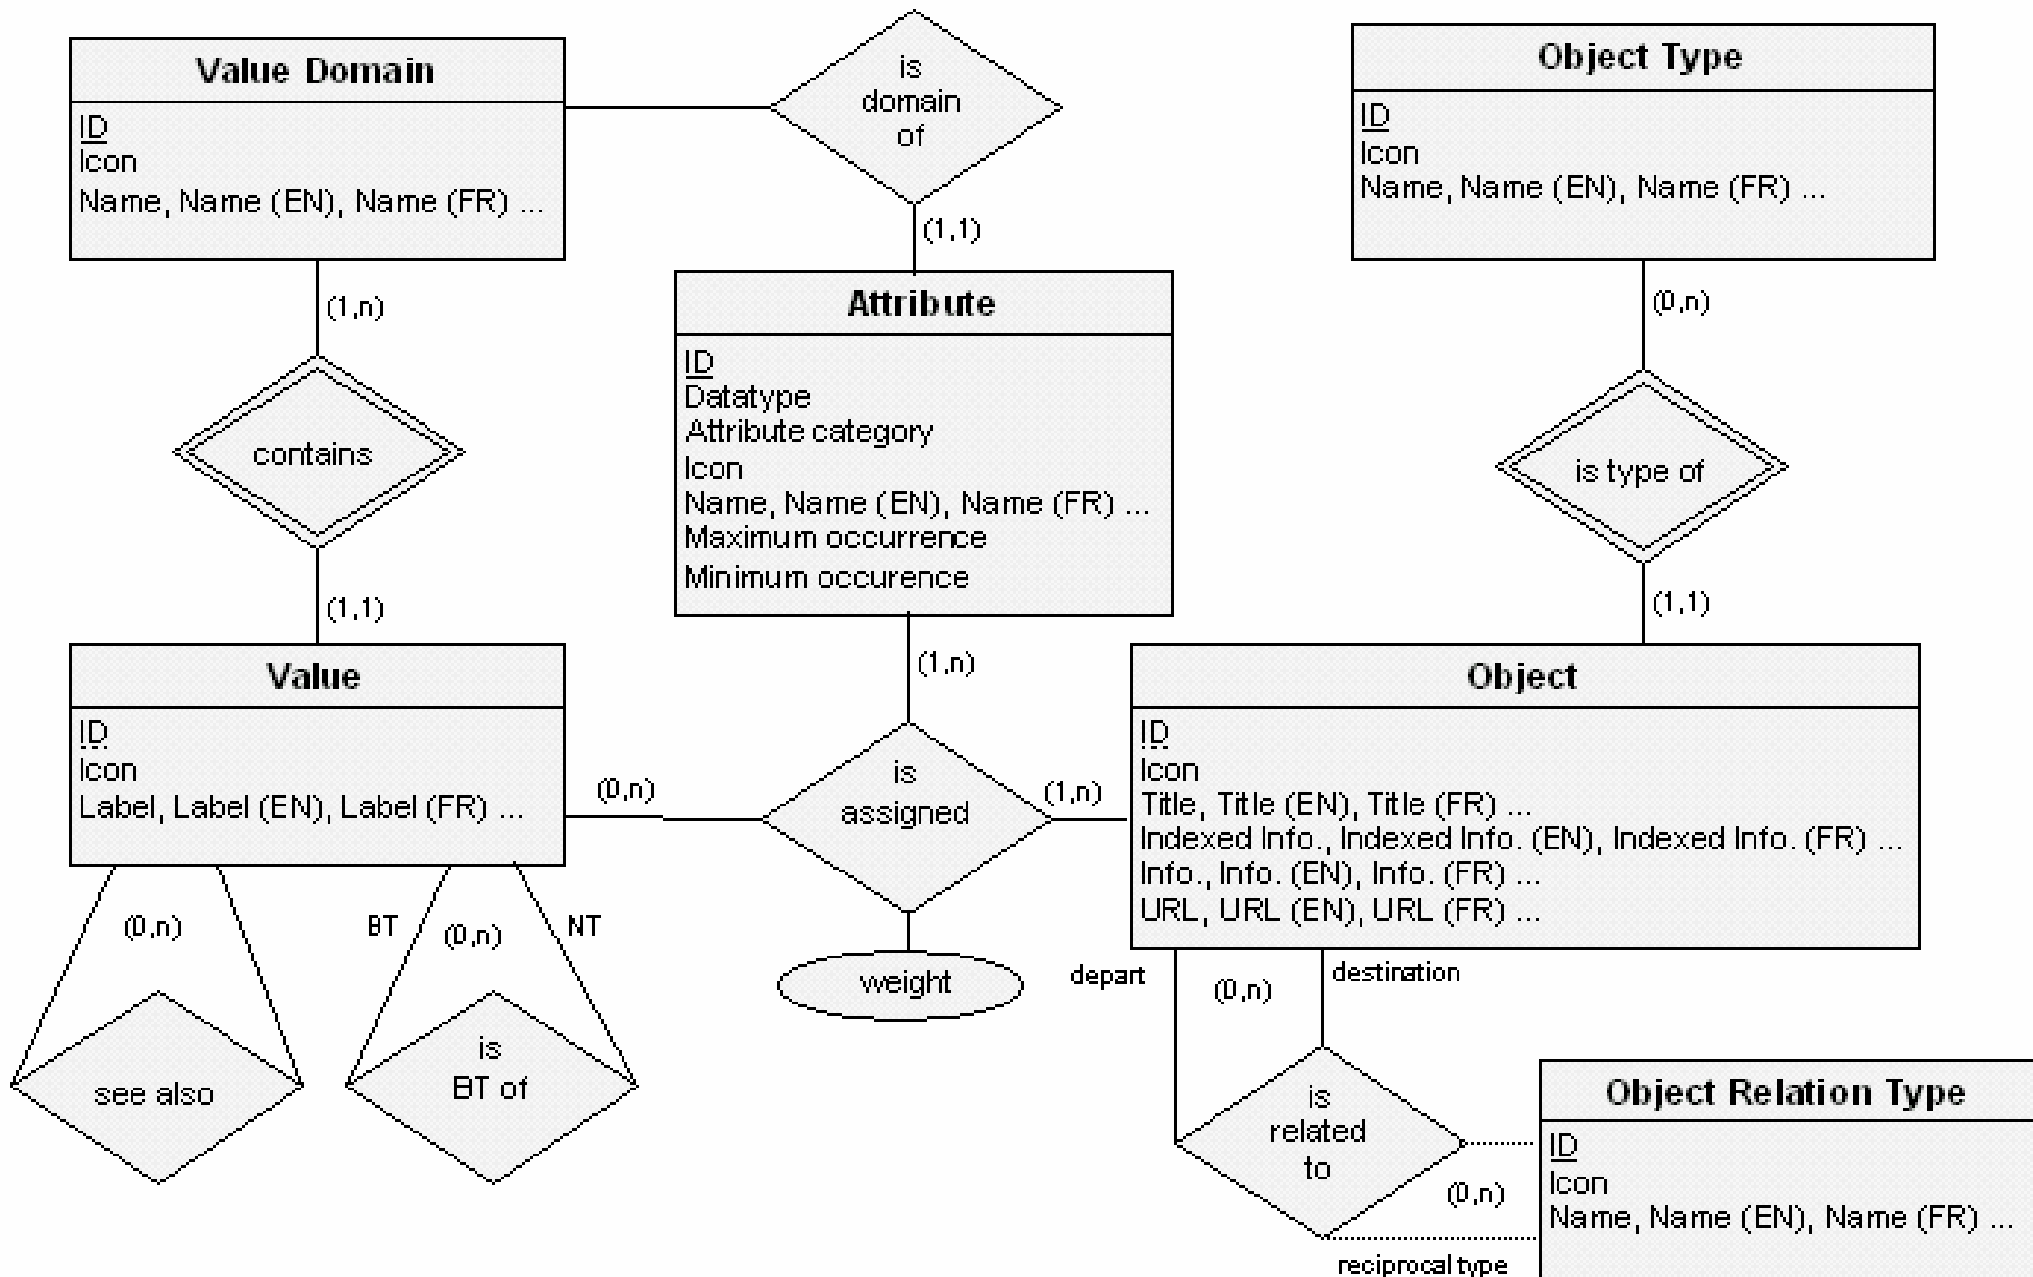 Value Domain
ID
Icon
Name, Name (EN), Name (FR) ...
is
domain
of
(1,1)
Object Type
ID
Icon
Name, Name (EN), Name (FR) ...
(1,n)
contains
(1,1)
Attribute
ID
Datatype
Attribute category
Icon
Name, Name (EN), Name (FR) ...
Maximum occurrence
Minimum occurence
(0,n)
is type of
(1,1)
Value
ID
Icon
Label, Label (EN), Label (FR) ...
(1,n)
(0,n)
is
assigned
(1,n)
weight
Object
ID
Icon
Title, Title (EN), Title (FR) ...
Indexed Info., Indexed Info. (EN), Indexed Info. (FR) ...
Info., Info. (EN), Info. (FR) ...
URL, URL (EN), URL (FR) ...
(0,n)
see also
BT
(0,n)
NT
is
BT of
depart
(0,n)
destination
is
related
to
(0,n)
reciprocal type
Object Relation Type
ID
Icon
Name, Name (EN), Name (FR) ...